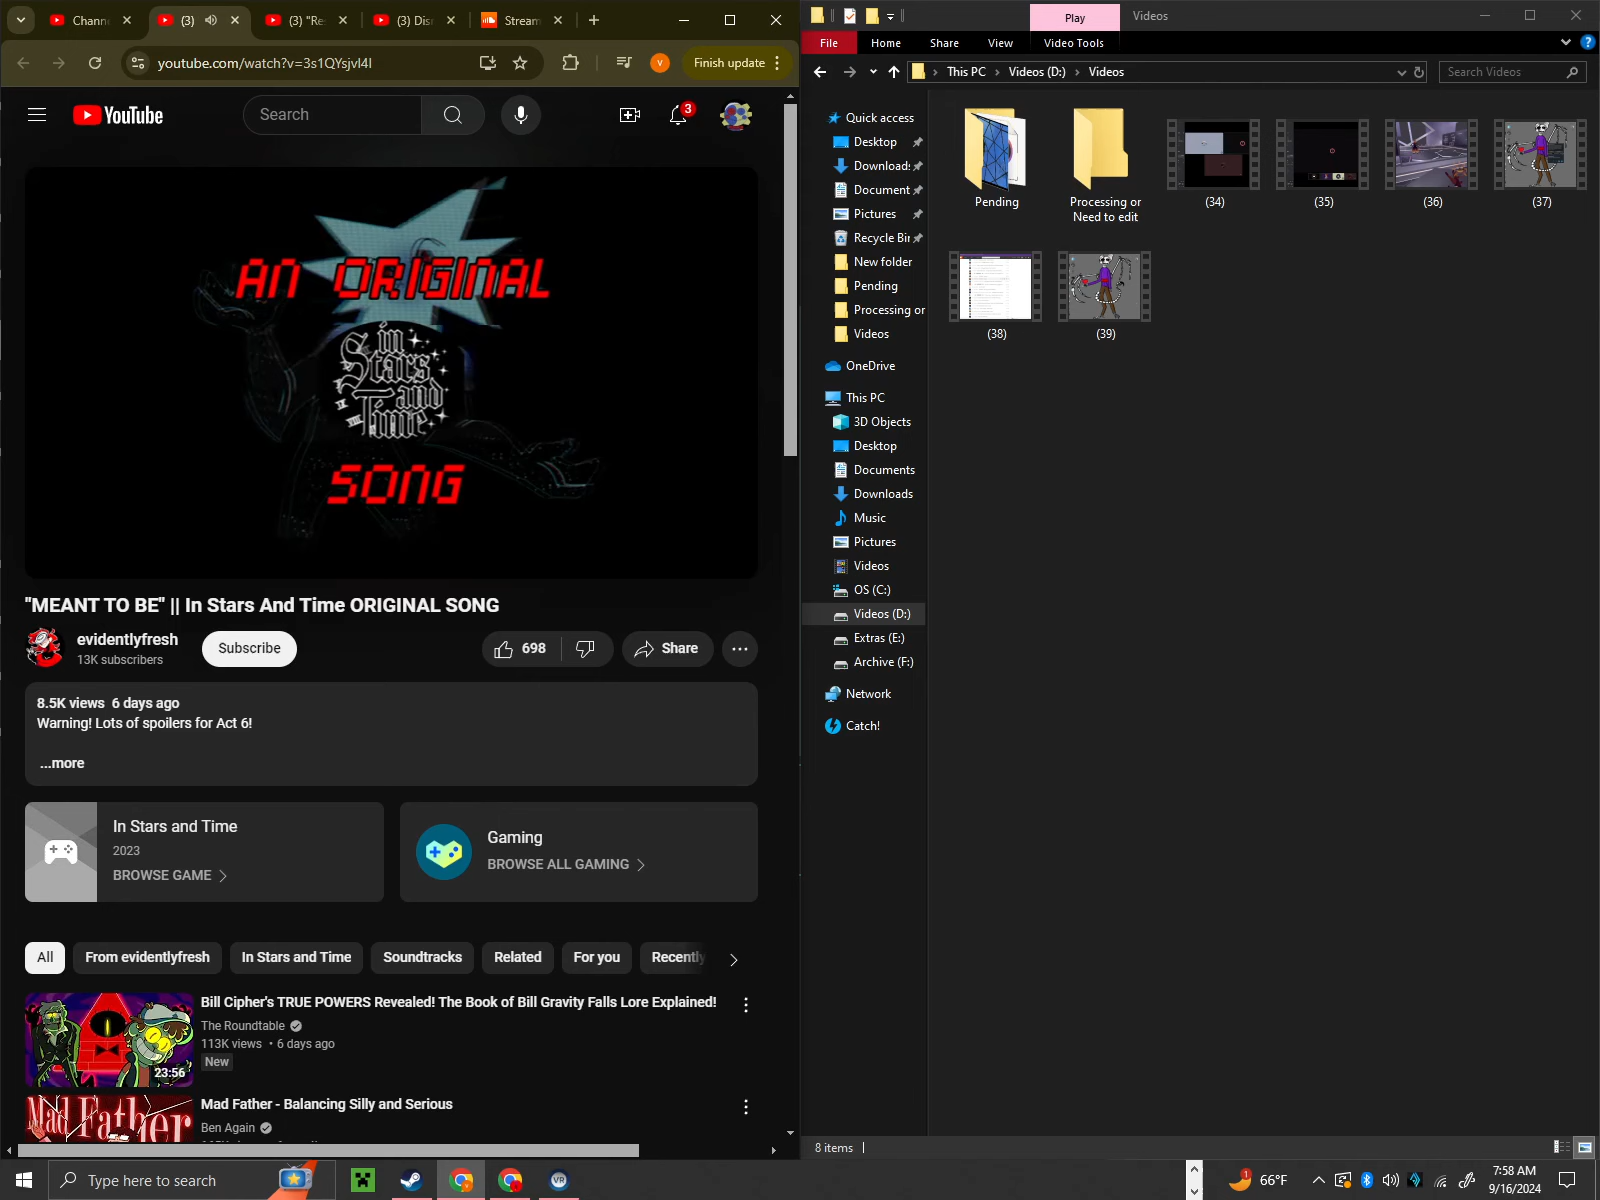 Chann
(3)
(3) "Re
(3) Disr
Stream
youtube.com/watch?v=3s1QYsjvl4I
V
Finish update
YouTube
Search
3
AN ORIGINAL
in
Stars
and
Time
SONG
"MEANT TO BE" || In Stars And Time ORIGINAL SONG
evidentlyfresh
13K subscribers
Subscribe
698
Share
8.5K views 6 days ago
Warning! Lots of spoilers for Act 6!
...more
In Stars and Time
2023
BROWSE GAME
Gaming
BROWSE ALL GAMING
All
From evidentlyfresh
In Stars and Time
Soundtracks
Related
For you
Recently
23:56
Bill Cipher's TRUE POWERS Revealed! The Book of Bill Gravity Falls Lore Explained!
The Roundtable
113K views • 6 days ago
New
Mad Father
Mad Father - Balancing Silly and Serious
Ben Again
Play
Videos
File
Home
Share
View
Video Tools
This PC
Videos (D:)
Videos
Search Videos
Quick access
Desktop
Download:
Document
Pictures
Recycle Bir
New folder
Pending
Processing or
Videos
OneDrive
This PC
3D Objects
Desktop
Documents
Downloads
Music
Pictures
Videos
OS (C:)
Videos (D:)
Extras (E:)
Archive (F:)
Network
Catch!
Pending
Processing or
Need to edit
(34)
(35)
(36)
(37)
(38)
(39)
8 items
Type here to search
VR
1
66°F
7:58 AM
9/16/2024